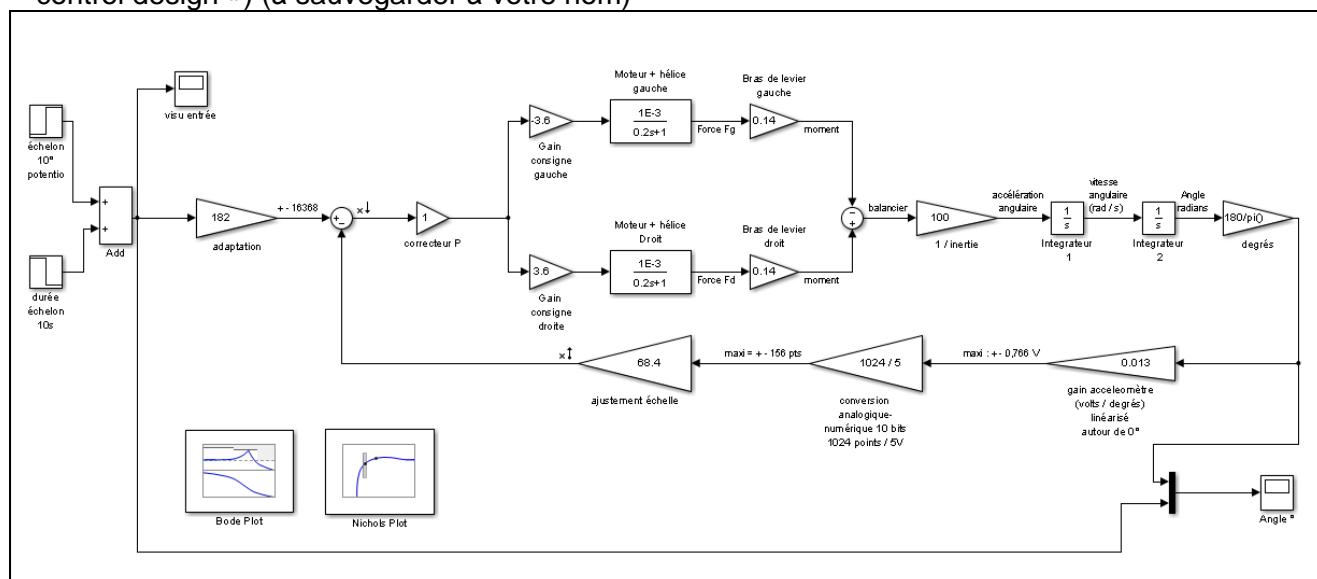 control design ») (à sauvegarder à votre nom)
visu entrée
échelon
10°
potentio
Add
durée
échelon
10s
182
adaptation
+ - 16368
+
+
+
-
1
correcteur P
-3.6
Gain
consigne
gauche
Moteur + hélice
gauche
1E-3
0.2s+1
Force Fg
Bras de levier
gauche
0.14
moment
3.6
Gain
consigne
droite
Moteur + hélice
Droit
1E-3
0.2s+1
Force Fd
Bras de levier
droit
0.14
moment
-
+
balancier
100
1 / inertie
accélération
angulaire
1
s
Integrateur
1
vitesse
angulaire
(rad / s)
1
s
Integrateur
2
Angle
radians
180/pi()
degrés
68.4
ajustement échelle
maxi = + - 156 pts
1024 / 5
conversion
analogique-
numérique 10 bits
1024 points / 5V
maxi : + - 0,766 V
0.013
gain acceleomètre
(volts / degrés)
linéarisé
autour de 0°
Bode Plot
Nichols Plot
Angle °